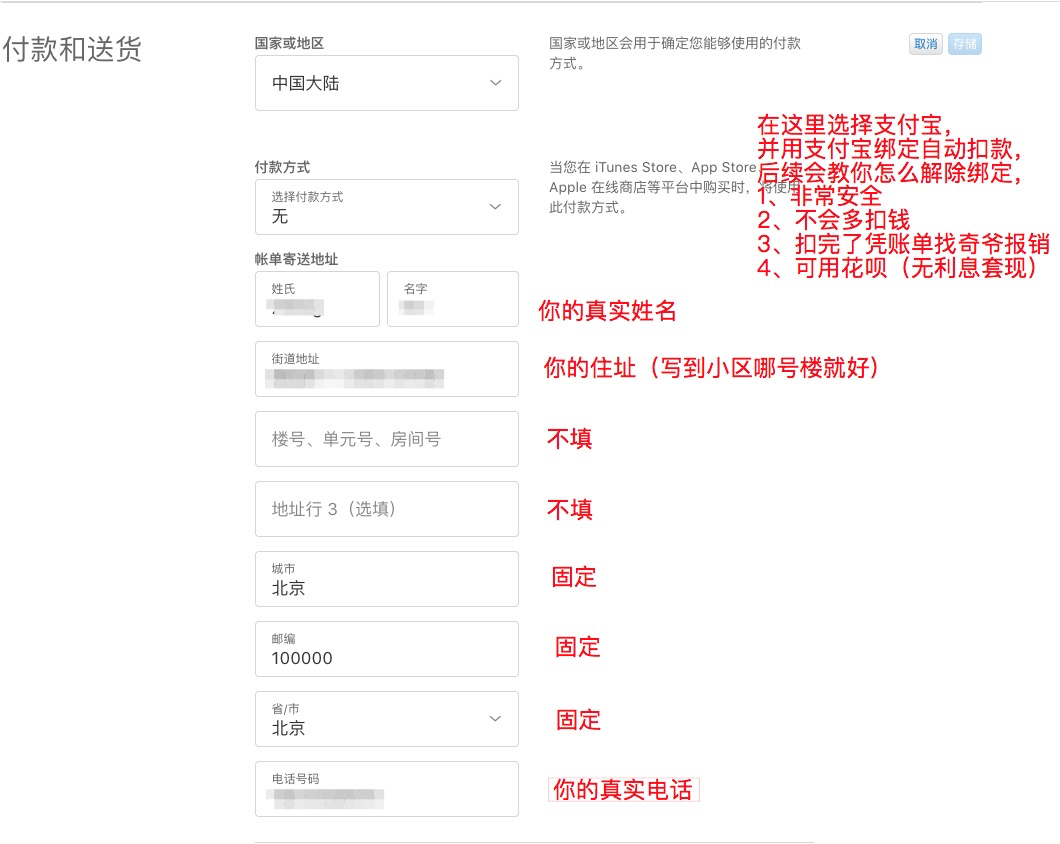 付款和送货
国家或地区
中国大陆
国家或地区会用于确定您能够使用的付款
方式。
取消
存储
付款方式
选择付款方式
无
当您在 iTunes Store、App Store
Apple 在线商店等平台中购买时，将使用
此付款方式。
在这里选择支付宝，
并用支付宝绑定自动扣款，
后续会教你怎么解除绑定，
1、非常安全
2、不会多扣钱
3、扣完了凭账单找奇爷报销
4、可用花呗（无利息套现）
帐单寄送地址
姓氏
名字
你的真实姓名
街道地址
你的住址（写到小区哪号楼就好）
楼号、单元号、房间号
不填
地址行 3（选填）
不填
城市
北京
固定
邮编
100000
固定
省/市
北京
固定
电话号码
你的真实电话